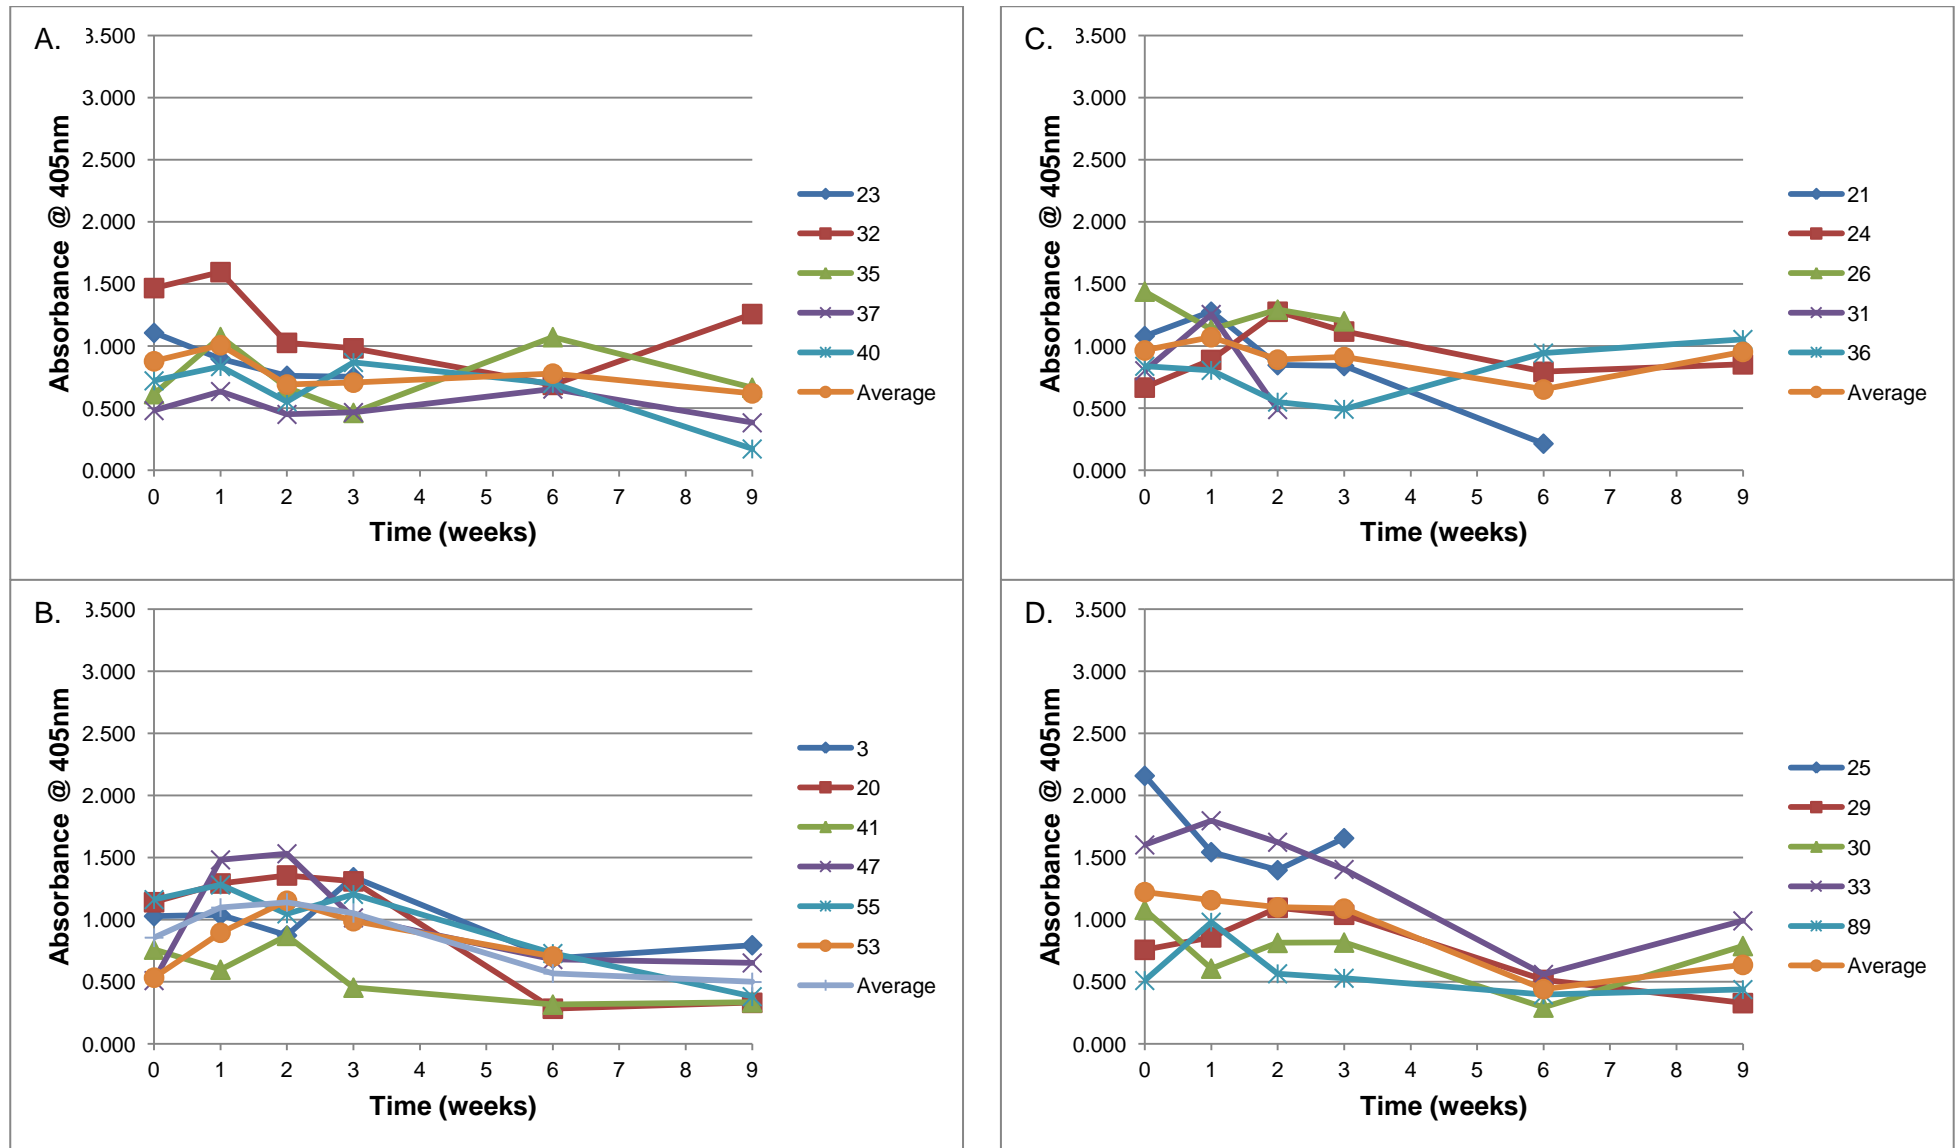 A.
3.500
3.000
2.500
2.000
1.500
1.000
0.500
0.000
Absorbance @ 405nm
0 1 2 3 4 5 6 7 8 9
Time (weeks)
23
32
35
37
40
Average
B.
3.500
3.000
2.500
2.000
1.500
1.000
0.500
0.000
Absorbance @ 405nm
0 1 2 3 4 5 6 7 8 9
Time (weeks)
3
20
41
47
55
53
Average
C.
3.500
3.000
2.500
2.000
1.500
1.000
0.500
0.000
Absorbance @ 405nm
0 1 2 3 4 5 6 7 8 9
Time (weeks)
21
24
26
31
36
Average
D.
3.500
3.000
2.500
2.000
1.500
1.000
0.500
0.000
Absorbance @ 405nm
0 1 2 3 4 5 6 7 8 9
Time (weeks)
25
29
30
33
89
Average